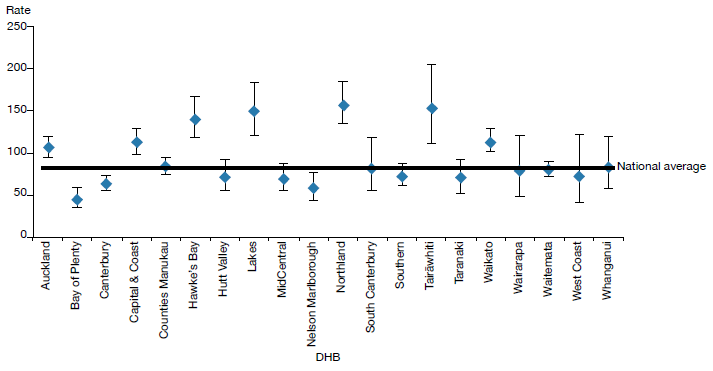 Rate
250
200
150
100
50
0
National average
Auckland
Bay of Plenty
Canterbury
Capital & Coast
Counties Manukau
Hawke's Bay
Hutt Valley
Lakes
MidCentral
Nelson Marlborough
Northland
South Canterbury
Southern
Tairāwhiti
Taranaki
Waikato
Wairarapa
Waitemata
West Coast
Whanganui
DHB